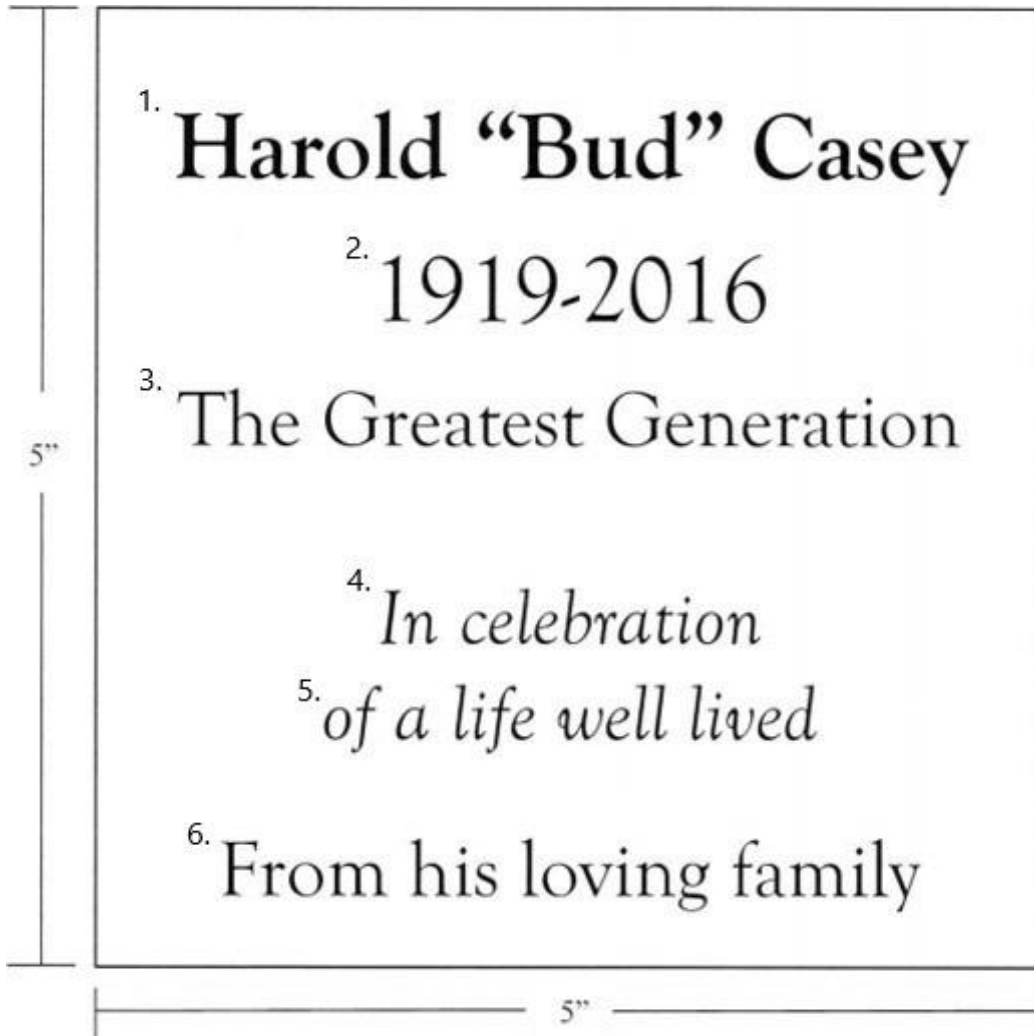 1. Harold “Bud” Casey
2. 1919-2016
3. The Greatest Generation
5”
4. In celebration
5. of a life well lived
6. From his loving family
5”